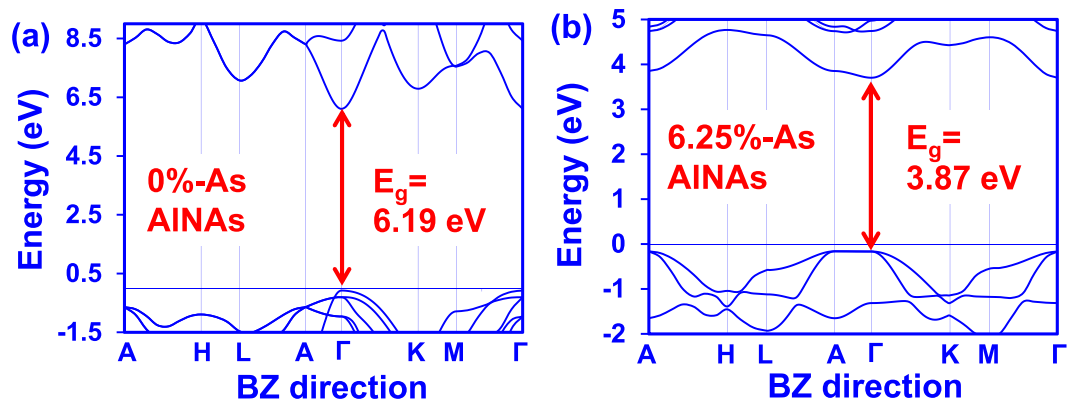 (a)
8.5
6.5
4.5
2.5
0.5
-1.5
Energy (eV)
0%-As
AlNAs
E_g=
6.19 eV
A H L A Γ K M Γ
BZ direction
(b)
5
4
3
2
1
0
-1
-2
Energy (eV)
6.25%-As
AlNAs
E_g=
3.87 eV
A H L A Γ K M Γ
BZ direction